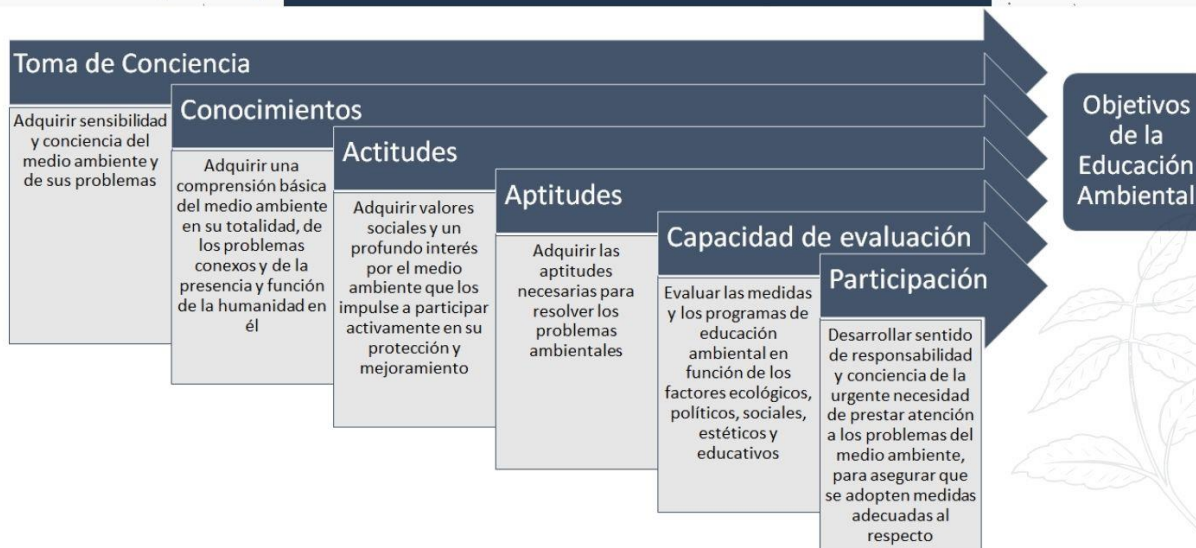 Toma de Conciencia
Adquirir sensibilidad
y conciencia del
medio ambiente y
de sus problemas
Conocimientos
Adquirir una
comprensión básica
del medio ambiente
en su totalidad, de
los problemas
conexos y de la
presencia y función
de la humanidad en
él
Actitudes
Adquirir valores
sociales y un
profundo interés
por el medio
ambiente que los
impulse a participar
activamente en su
protección y
mejoramiento
Aptitudes
Adquirir las
aptitudes
necesarias para
resolver los
problemas
ambientales
Capacidad de evaluación
Evaluar las medidas
y los programas de
educación
ambiental en
función de los
factores ecológicos,
políticos, sociales,
estéticos y
educativos
Participación
Desarrollar sentido
de responsabilidad
y conciencia de la
urgente necesidad
de prestar atención
a los problemas del
medio ambiente,
para asegurar que
se adopten medidas
adecuadas al
respecto
Objetivos
de la
Educación
Ambiental